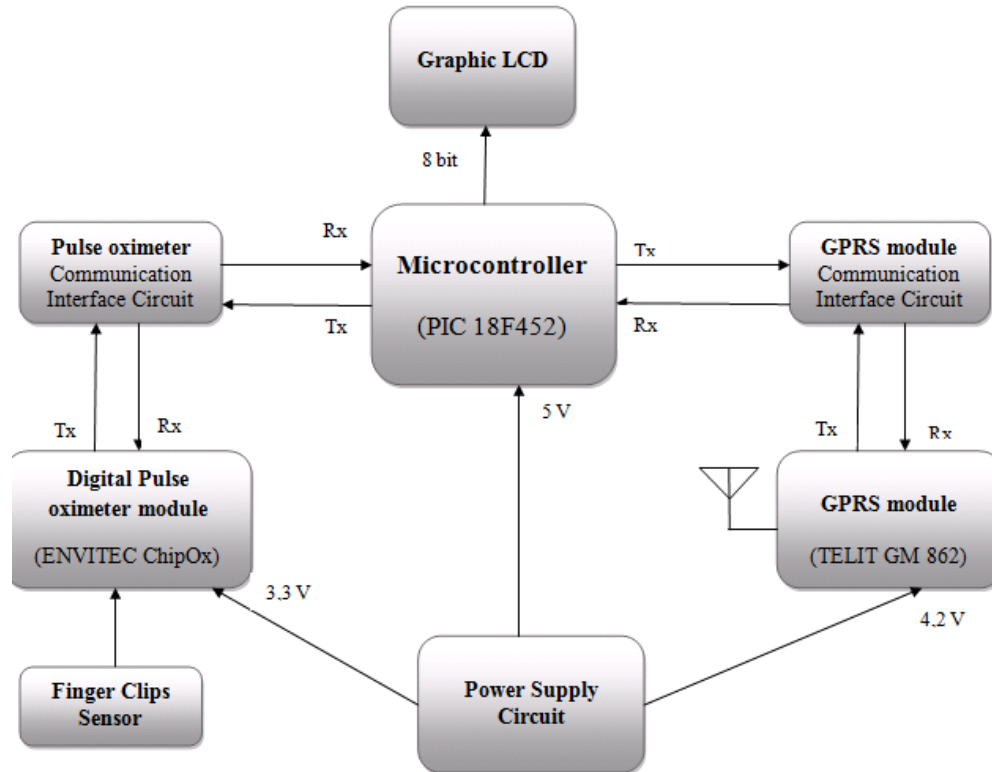 Graphic LCD
8 bit
Pulse oximeter
Communication
Interface Circuit
Rx
Tx
Microcontroller
(PIC 18F452)
Tx
Rx
GPRS module
Communication
Interface Circuit
Tx
Rx
5 V
Tx
Rx
Digital Pulse
oximeter module
(ENVITEC ChipOx)
GPRS module
(TELIT GM 862)
3,3 V
4,2 V
Finger Clips
Sensor
Power Supply
Circuit